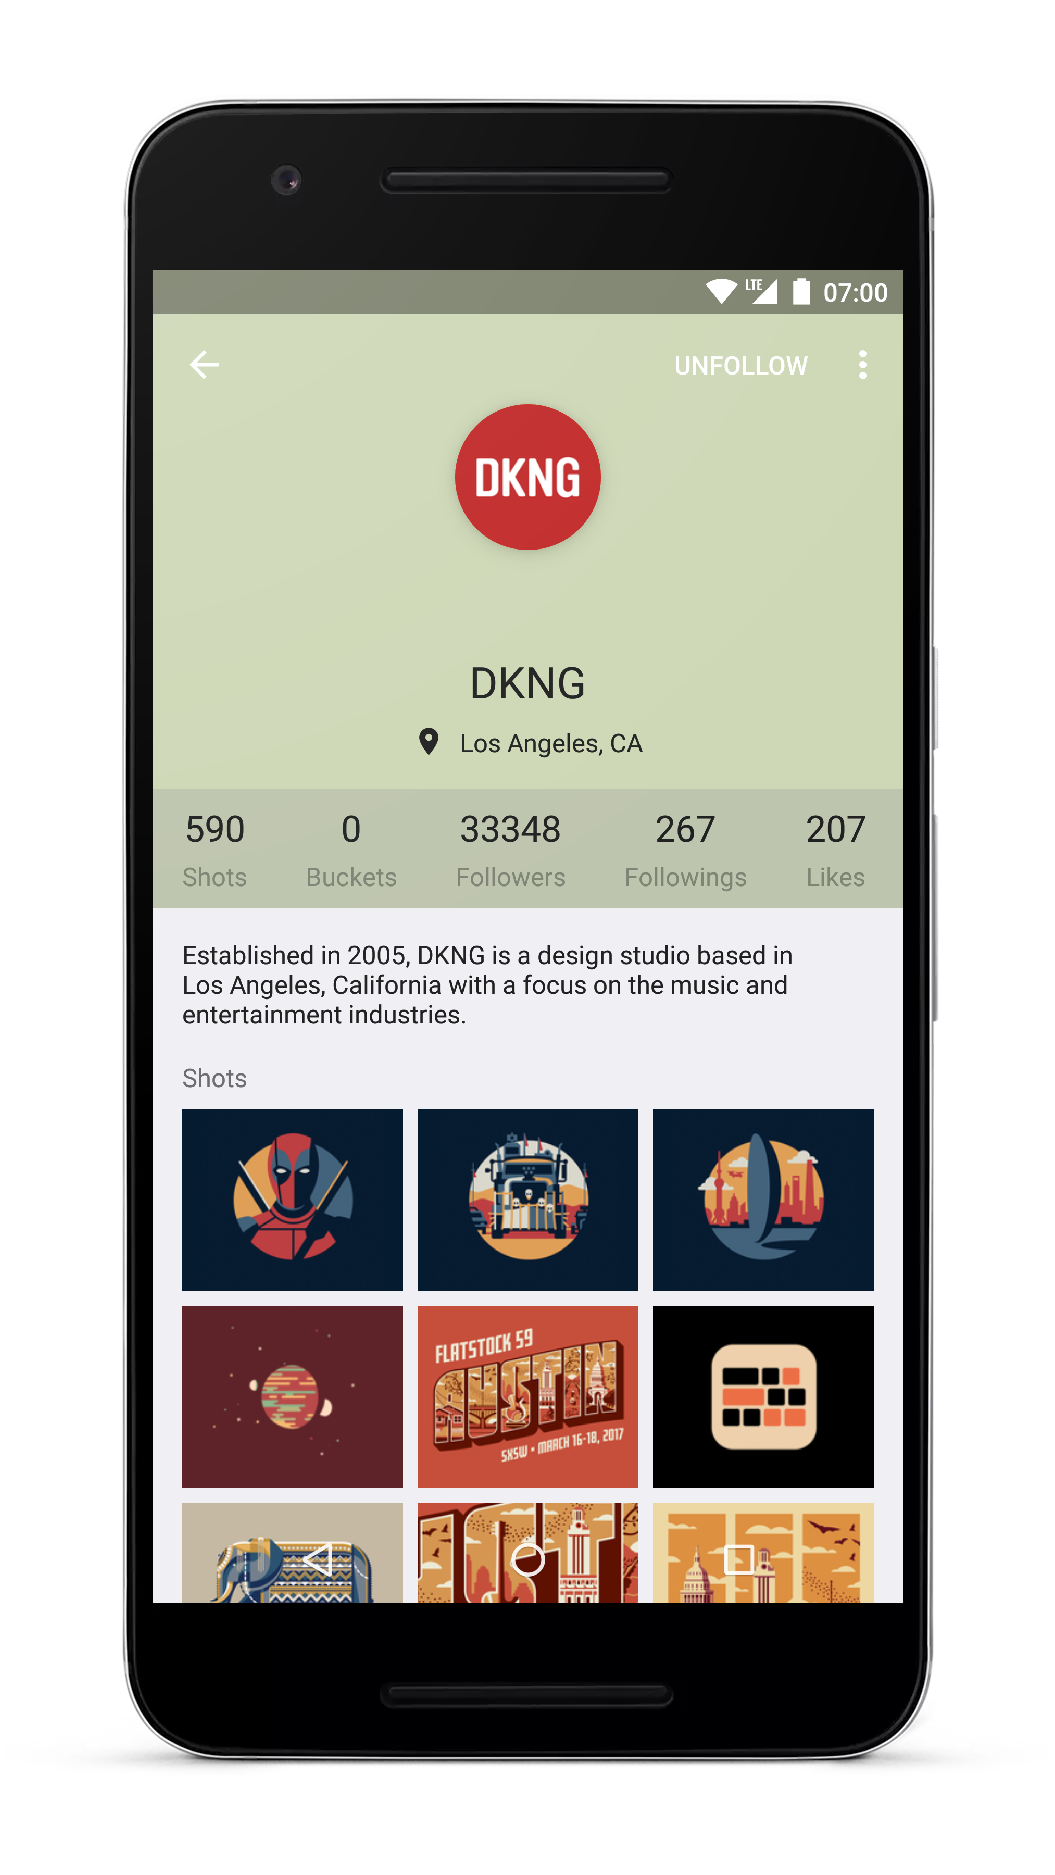 LTE 07:00
UNFOLLOW
DKNG
DKNG
Los Angeles, CA
590 0 33348 267 207
Shots Buckets Followers Followings Likes
Established in 2005, DKNG is a design studio based in
Los Angeles, California with a focus on the music and
entertainment industries.
Shots
FLATSTOCK 59
AUSTIN
SXSW • MARCH 16-18, 2017